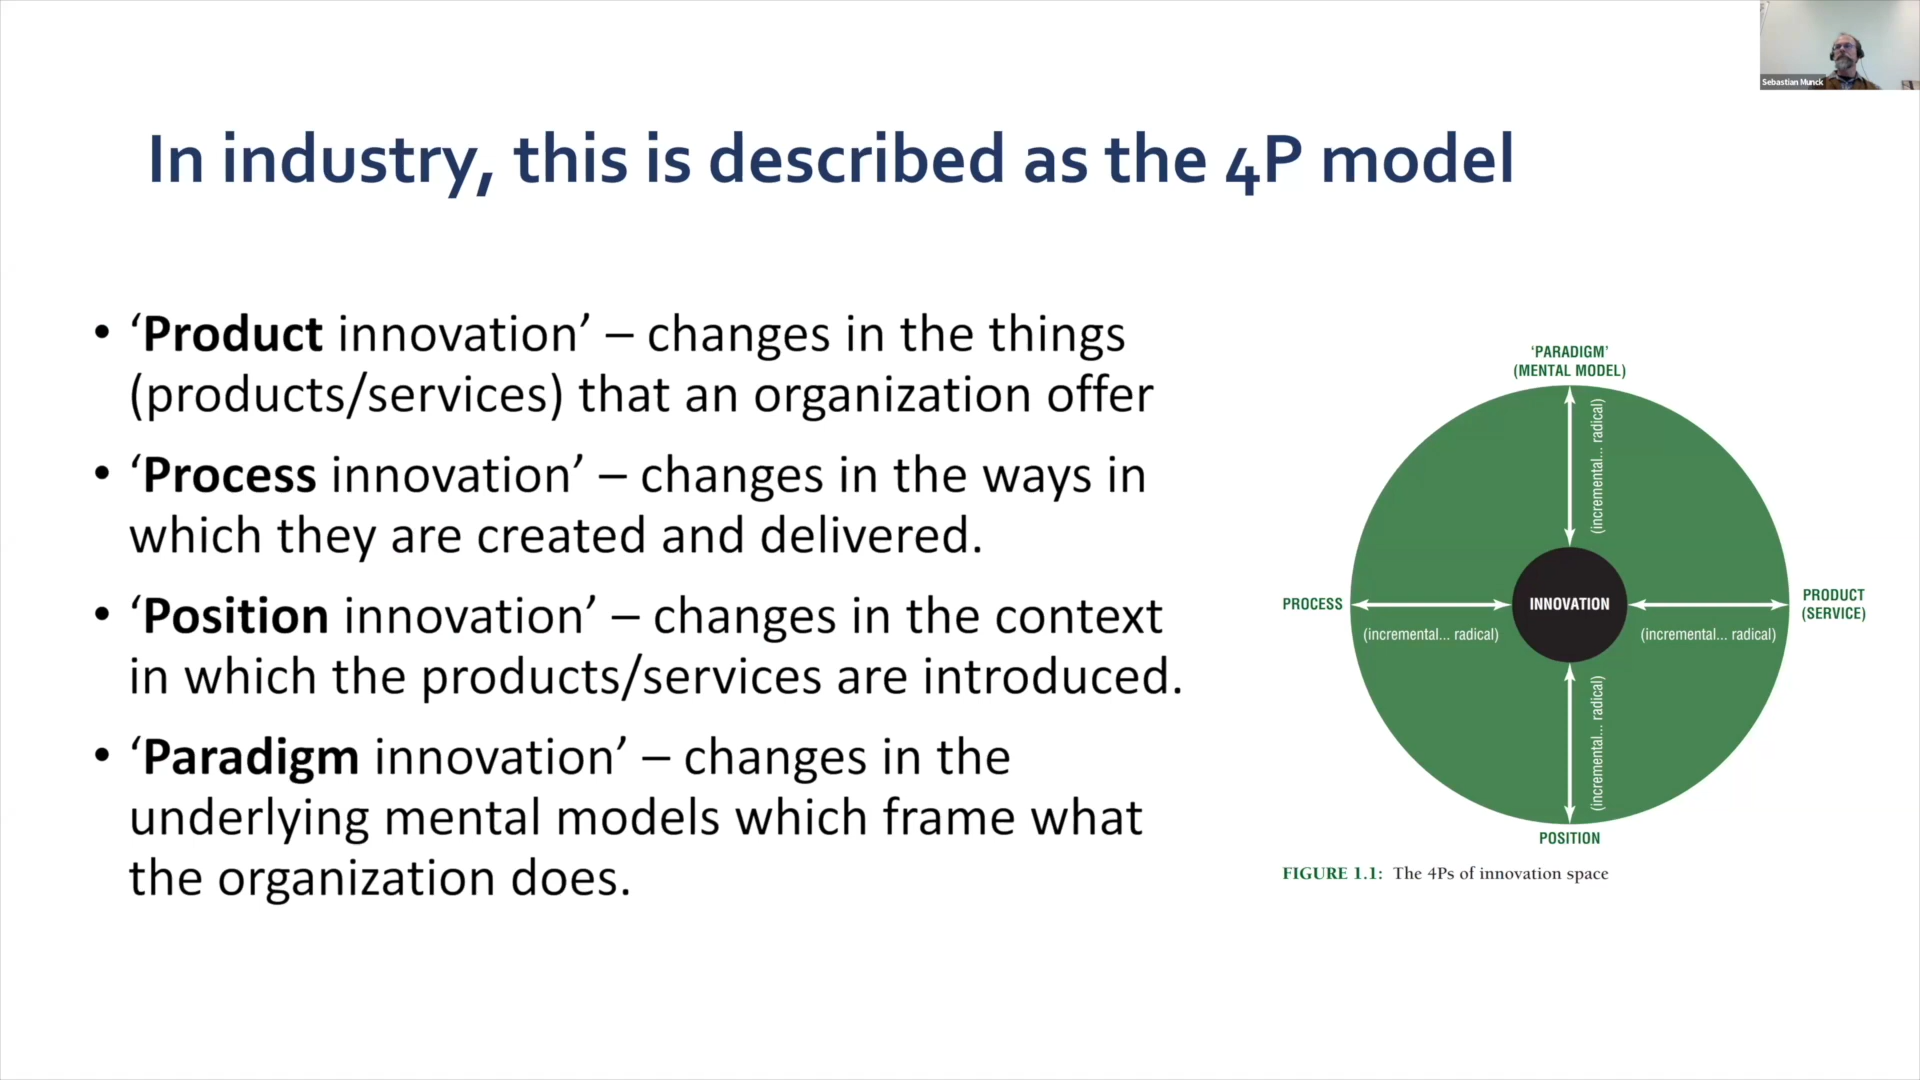 Sebastian Munck
In industry, this is described as the 4P model
• ‘Product innovation’ – changes in the things
(products/services) that an organization offer
• ‘Process innovation’ – changes in the ways in
which they are created and delivered.
• ‘Position innovation’ – changes in the context
in which the products/services are introduced.
• ‘Paradigm innovation’ – changes in the
underlying mental models which frame what
the organization does.
‘PARADIGM’
(MENTAL MODEL)
(incremental... radical)
PROCESS
(incremental... radical)
INNOVATION
PRODUCT
(SERVICE)
(incremental... radical)
(incremental... radical)
POSITION
FIGURE 1.1: The 4Ps of innovation space